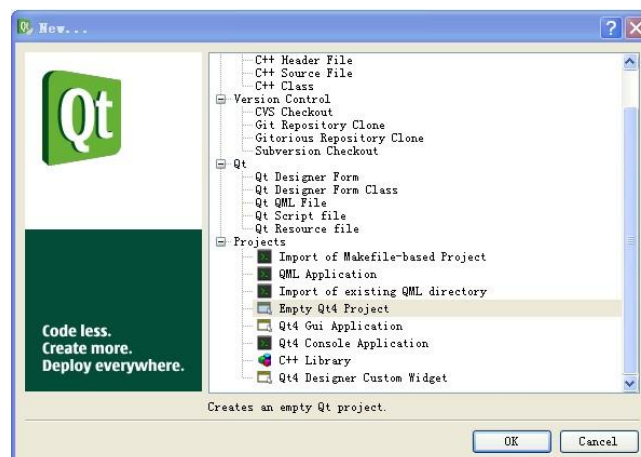 New...
Qt
Code less.
Create more.
Deploy everywhere.
C++ Header File
C++ Source File
C++ Class
Version Control
CVS Checkout
Git Repository Clone
Gitorious Repository Clone
Subversion Checkout
Qt
Qt Designer Form
Qt Designer Form Class
Qt QML File
Qt Script file
Qt Resource file
Projects
Import of Makefile-based Project
QML Application
Import of existing QML directory
Empty Qt4 Project
Qt4 Gui Application
Qt4 Console Application
C++ Library
Qt4 Designer Custom Widget
Creates an empty Qt project.
OK
Cancel